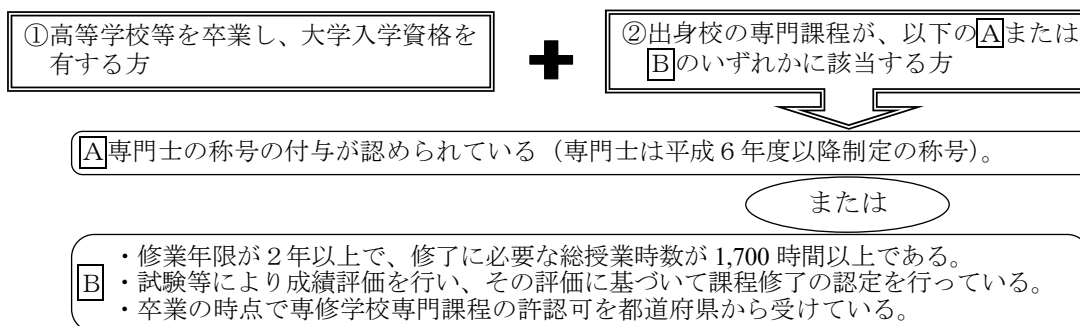 ①高等学校等を卒業し、大学入学資格を
有する方
②出身校の専門課程が、以下のAまたは
Bのいずれかに該当する方
A専門士の称号の付与が認められている（専門士は平成６年度以降制定の称号）。
または
・修業年限が２年以上で、修了に必要な総授業時数が 1,700 時間以上である。
B・試験等により成績評価を行い、その評価に基づいて課程修了の認定を行っている。
・卒業の時点で専修学校専門課程の許認可を都道府県から受けている。